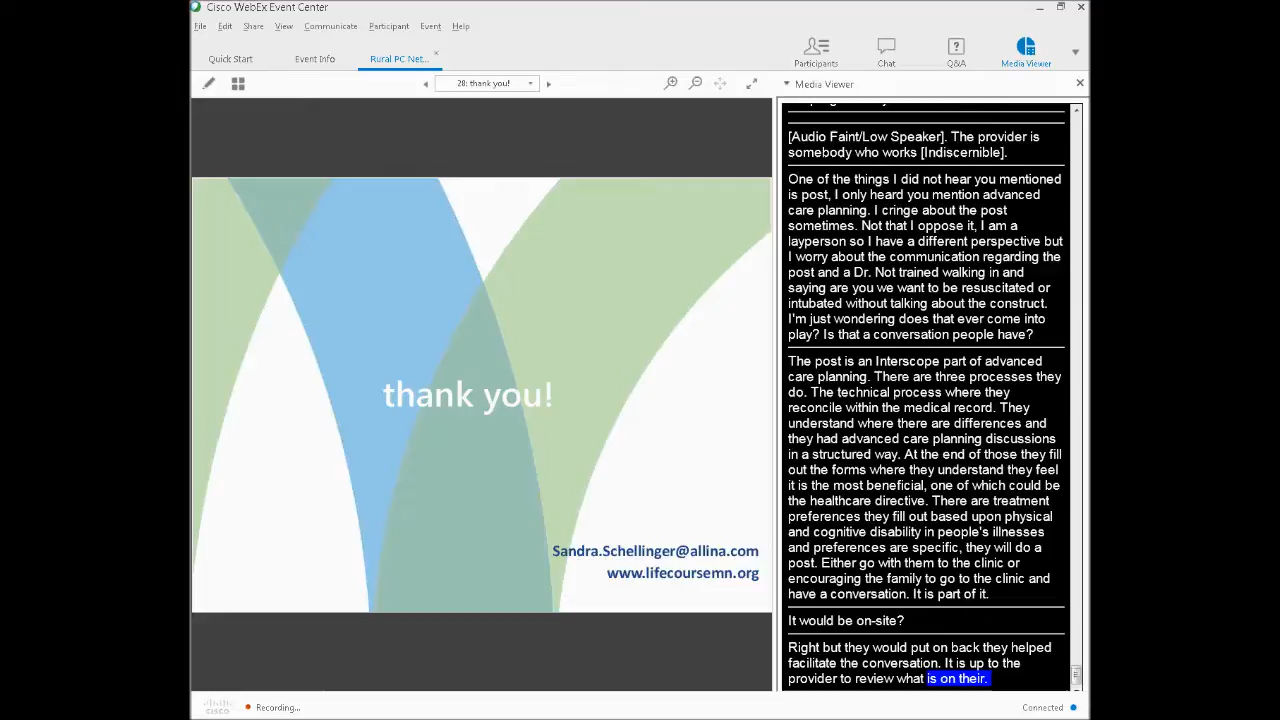 Cisco WebEx Event Center
File Edit Share View Communicate Participant Event Help
Quick Start Event Info Rural PC Net...
Participants Chat Q&A Media Viewer
28: thank you!
Media Viewer
[Audio Faint/Low Speaker]. The provider is
somebody who works [Indiscernible].
One of the things I did not hear you mentioned
is post, I only heard you mention advanced
care planning. I cringe about the post
sometimes. Not that I oppose it, I am a
layperson so I have a different perspective but
I worry about the communication regarding the
post and a Dr. Not trained walking in and
saying are you we want to be resuscitated or
intubated without talking about the construct.
I'm just wondering does that ever come into
play? Is that a conversation people have?
The post is an Interscope part of advanced
care planning. There are three processes they
do. The technical process where they
reconcile within the medical record. They
understand where there are differences and
they had advanced care planning discussions
in a structured way. At the end of those they fill
out the forms where they understand they feel
it is the most beneficial, one of which could be
the healthcare directive. There are treatment
preferences they fill out based upon physical
and cognitive disability in people's illnesses
and preferences are specific, they will do a
post. Either go with them to the clinic or
encouraging the family to go to the clinic and
have a conversation. It is part of it.
It would be on-site?
Right but they would put on back they helped
facilitate the conversation. It is up to the
provider to review what is on their.
thank you!
Sandra.Schellinger@allina.com
www.lifecoursemn.org
CISCO
Recording...
Connected